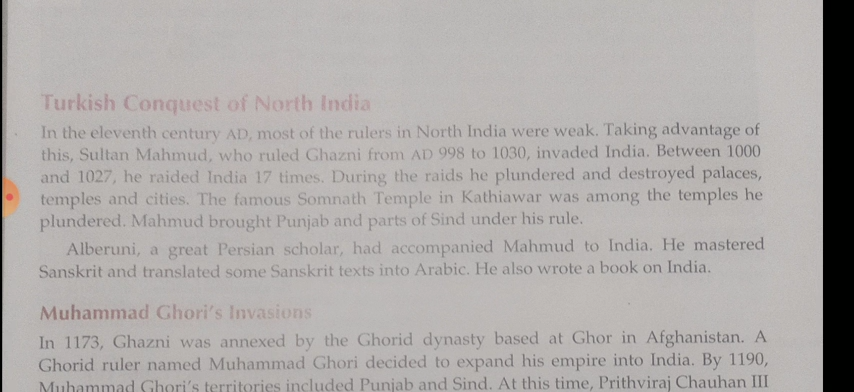 Turkish Conquest of North India
In the eleventh century AD, most of the rulers in North India were weak. Taking advantage of
this, Sultan Mahmud, who ruled Ghazni from AD 998 to 1030, invaded India. Between 1000
and 1027, he raided India 17 times. During the raids he plundered and destroyed palaces,
temples and cities. The famous Somnath Temple in Kathiawar was among the temples he
plundered. Mahmud brought Punjab and parts of Sind under his rule.
Alberuni, a great Persian scholar, had accompanied Mahmud to India. He mastered
Sanskrit and translated some Sanskrit texts into Arabic. He also wrote a book on India.
Muhammad Ghori's Invasions
In 1173, Ghazni was annexed by the Ghorid dynasty based at Ghor in Afghanistan. A
Ghorid ruler named Muhammad Ghori decided to expand his empire into India. By 1190,
Muhammad Ghori's territories included Punjab and Sind. At this time, Prithviraj Chauhan III